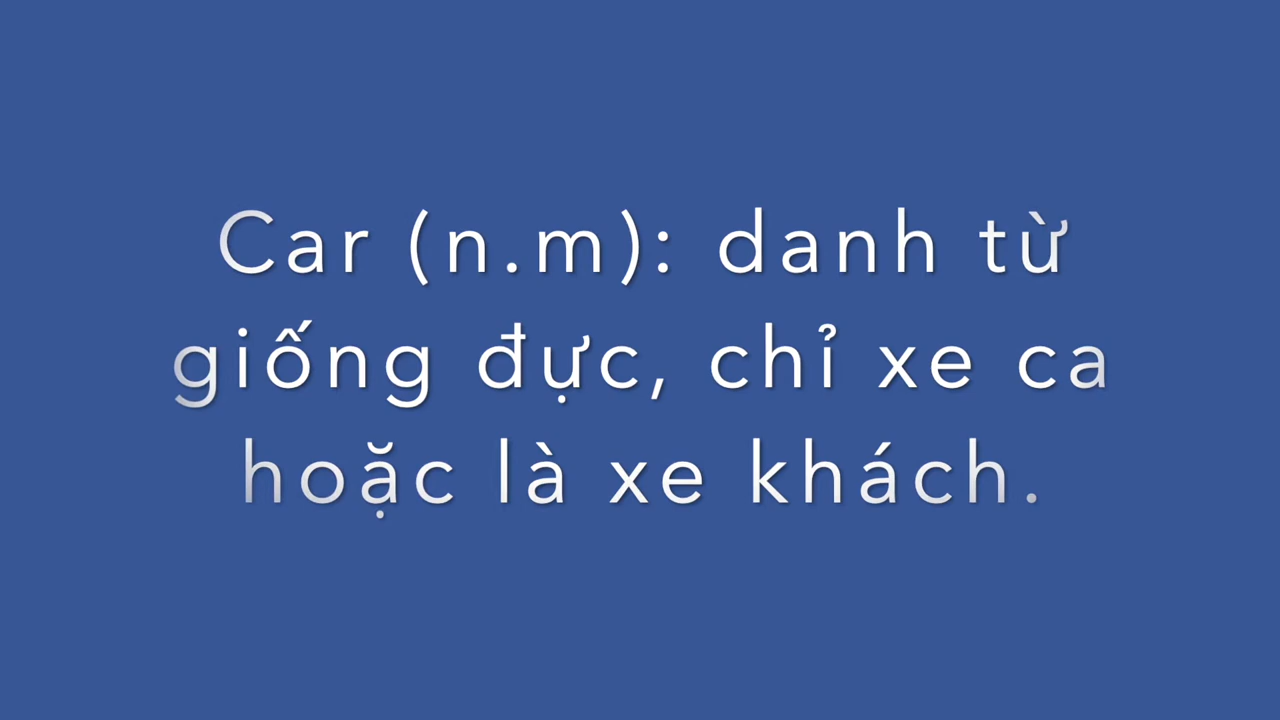 Car (n.m): danh từ
giống đực, chỉ xe ca
hoặc là xe khách.